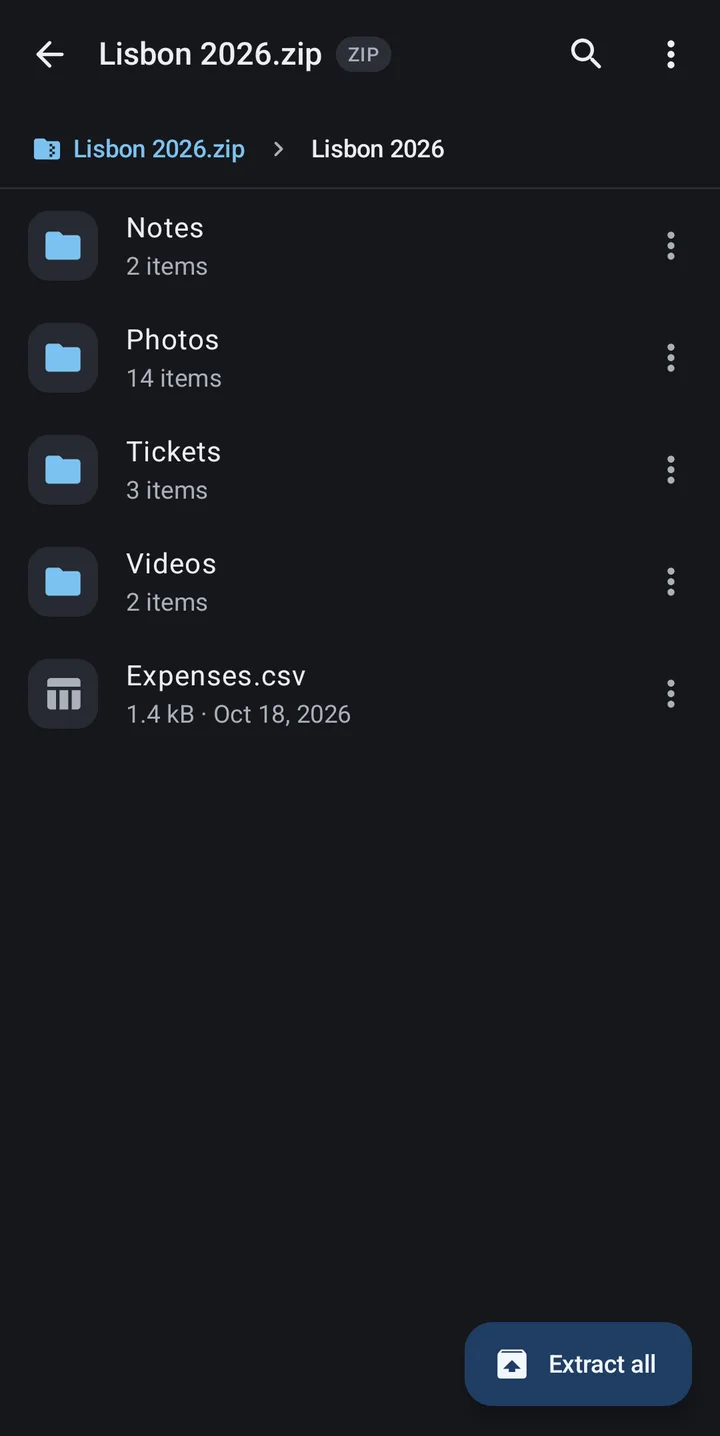 Lisbon 2026.zip ZIP
Lisbon 2026.zip Lisbon 2026
Notes
2 items
Photos
14 items
Tickets
3 items
Videos
2 items
Expenses.csv
1.4 kB · Oct 18, 2026
Extract all